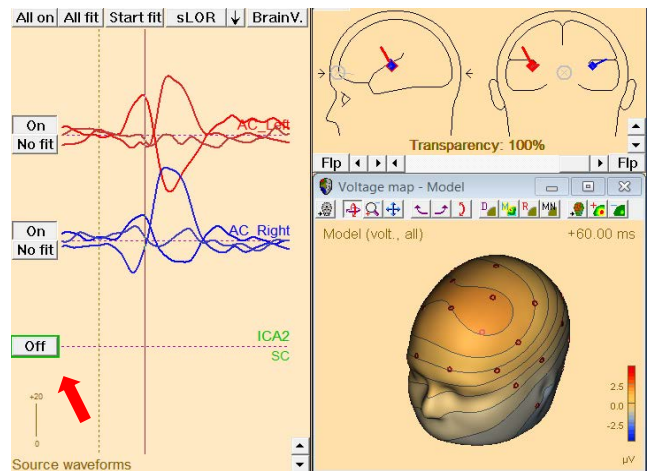 All on All fit Start fit sLOR ↓ BrainV.
On
No fit
AC_Left
On
No fit
AC_Right
Off
ICA2
SC
+20
0
Source waveforms
Transparency: 100%
Flp
Flp
Voltage map - Model
D M R MN
Model (volt., all) +60.00 ms
2.5
0.0
-2.5
µV